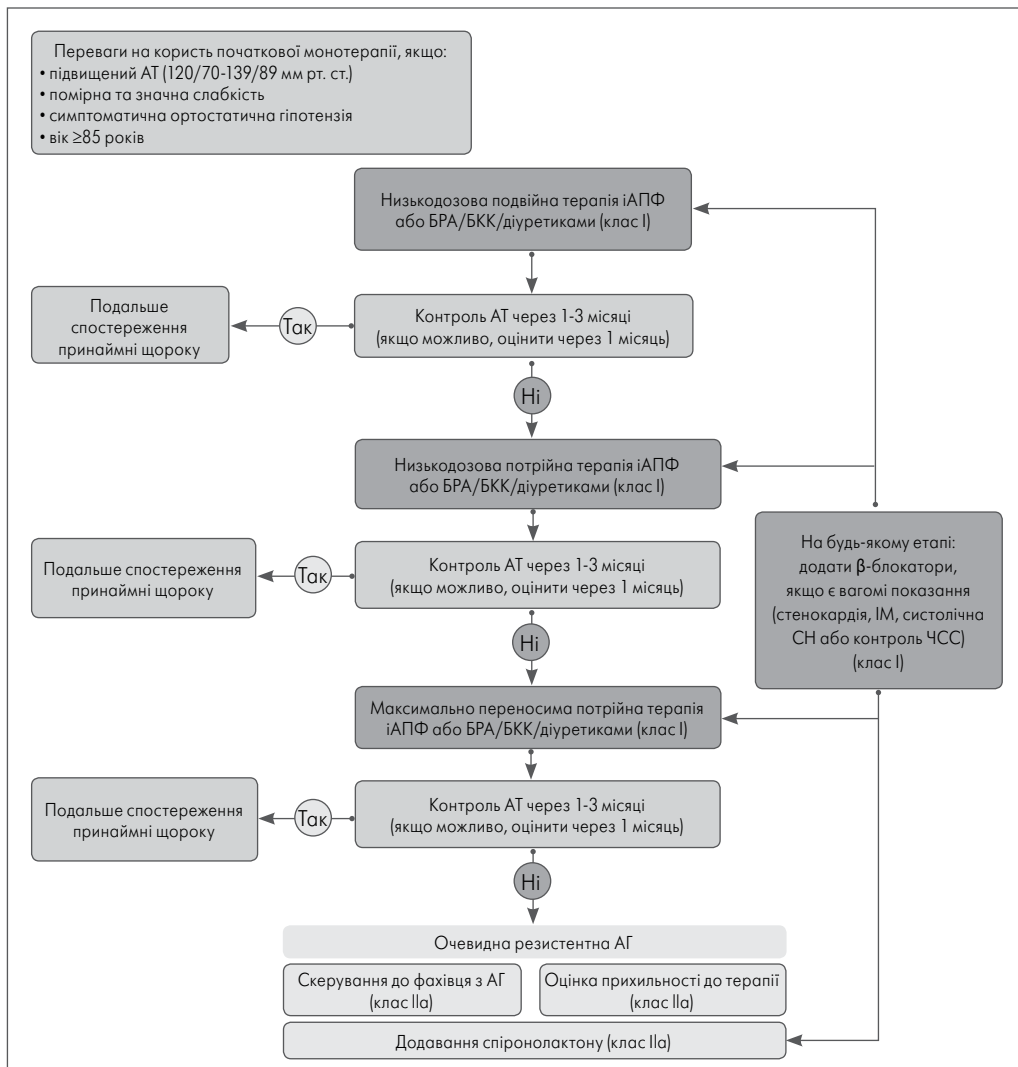 Переваги на користь початкової монотерапії, якщо:
• підвищений АТ (120/70-139/89 мм рт. ст.)
• помірна та значна слабкість
• симптоматична ортостатична гіпотензія
• вік ≥85 років
Низькодозова подвійна терапія іАПФ
або БРА/БКК/діуретиками (клас I)
Подальше
спостереження
принаймні щороку
Так
Контроль АТ через 1-3 місяці
(якщо можливо, оцінити через 1 місяць)
Ні
Низькодозова потрійна терапія іАПФ
або БРА/БКК/діуретиками (клас I)
Подальше спостереження
принаймні щороку
Так
Контроль АТ через 1-3 місяці
(якщо можливо, оцінити через 1 місяць)
На будь-якому етапі:
додати β-блокатори,
якщо є вагомі показання
(стенокардія, ІМ, систолічна
СН або контроль ЧСС)
(клас I)
Ні
Максимально переносима потрійна терапія
іАПФ або БРА/БКК/діуретиками (клас I)
Подальше спостереження
принаймні щороку
Так
Контроль АТ через 1-3 місяці
(якщо можливо, оцінити через 1 місяць)
Ні
Очевидна резистентна АГ
Скерування до фахівця з АГ
(клас IIa)
Оцінка прихильності до терапії
(клас IIa)
Додавання спіронолактону (клас IIa)